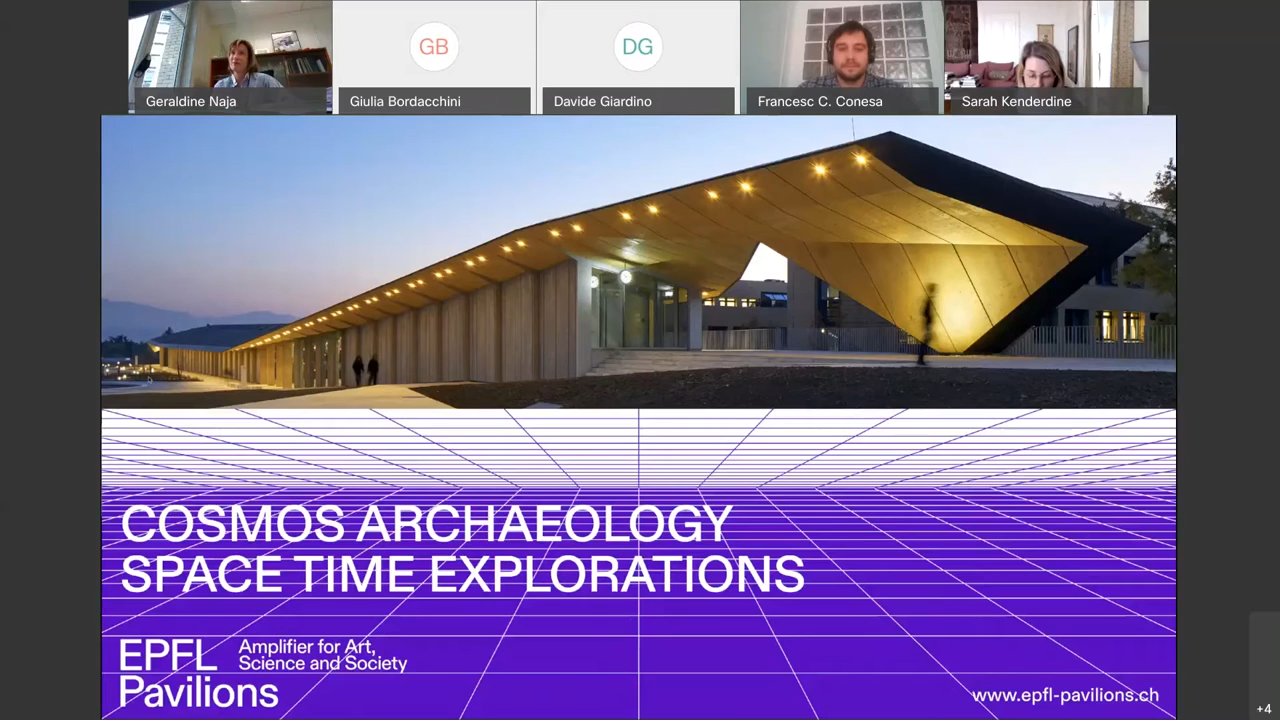 GB
DG
Geraldine Naja
Giulia Bordacchini
Davide Giardino
Francesc C. Conesa
Sarah Kenderdine
COSMOS ARCHAEOLOGY
SPACE TIME EXPLORATIONS
EPFL
Pavilions
Amplifier for Art,
Science and Society
www.epfl-pavilions.ch
+4